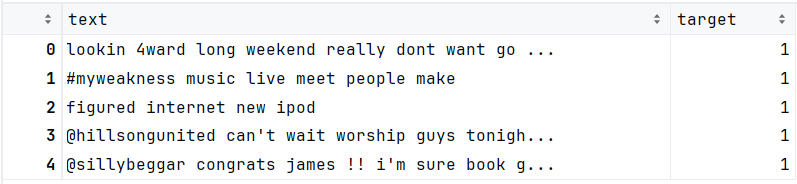 text target
0 lookin 4ward long weekend really dont want go ... 1
1 #myweakness music live meet people make 1
2 figured internet new ipod 1
3 @hillsongunited can't wait worship guys tonigh... 1
4 @sillybeggar congrats james !! i'm sure book g... 1